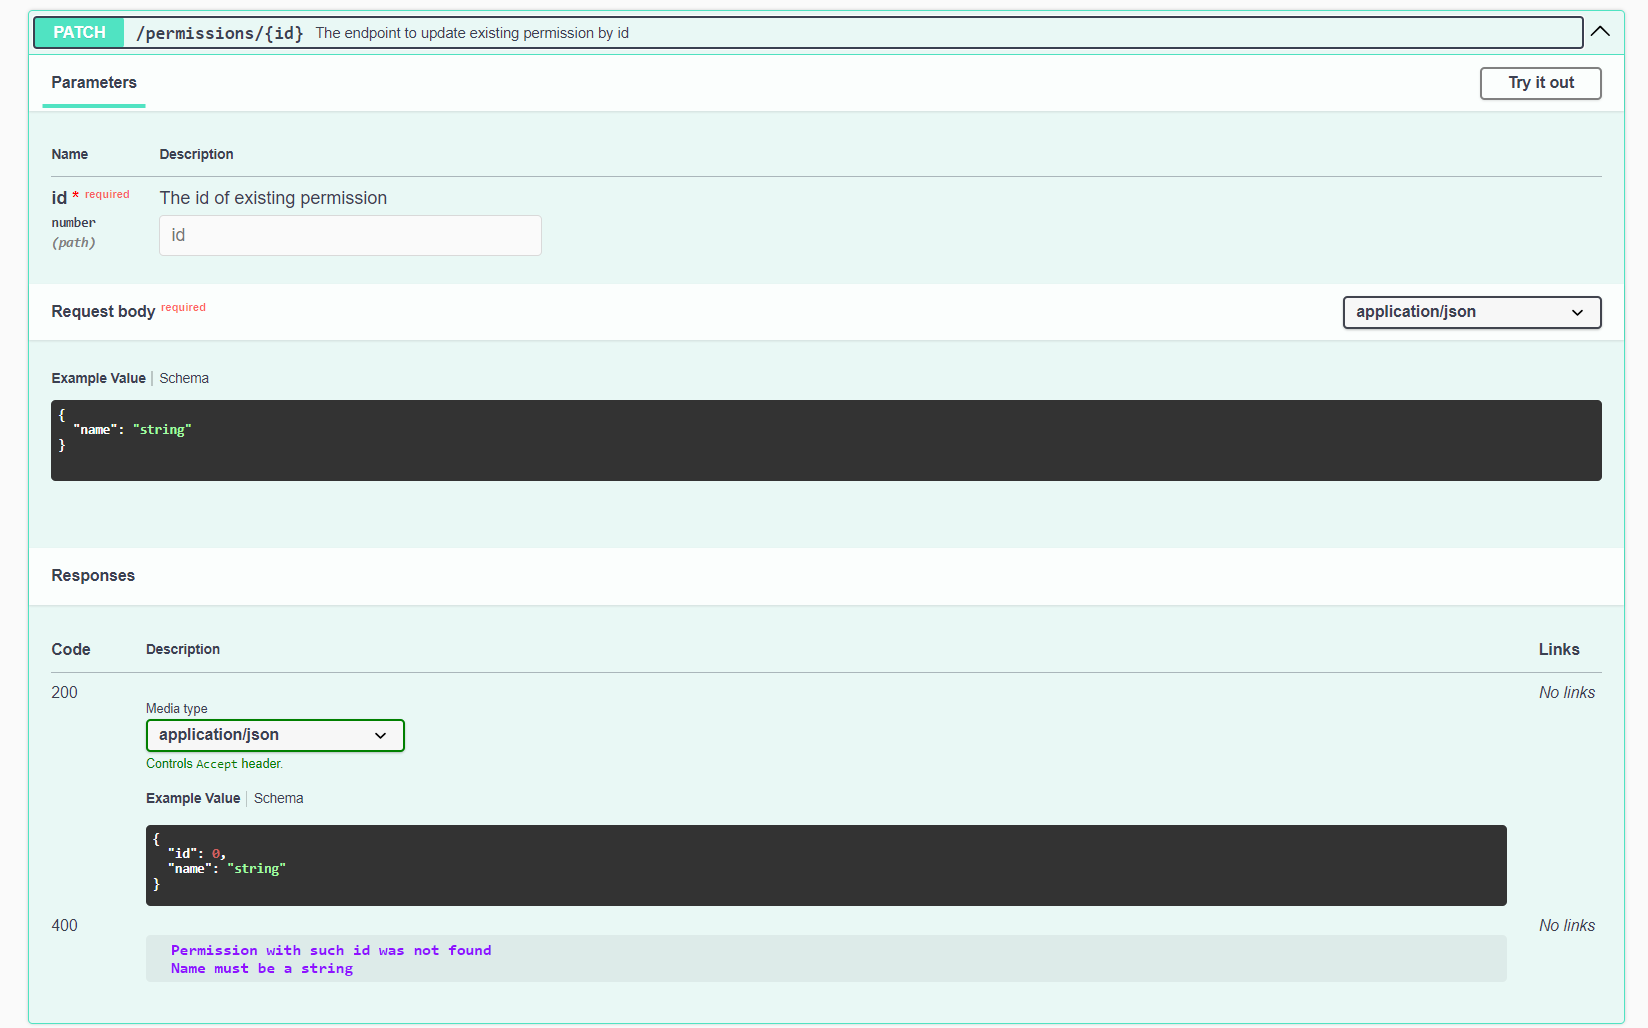 PATCH /permissions/{id} The endpoint to update existing permission by id
Parameters
Try it out
Name Description
id * required The id of existing permission
number
(path)
id
Request body required
application/json
Example Value | Schema
{
  "name": "string"
}
Responses
Code Description Links
200 No links
Media type
application/json
Controls Accept header.
Example Value | Schema
{
  "id": 0,
  "name": "string"
}
400 No links
Permission with such id was not found
Name must be a string